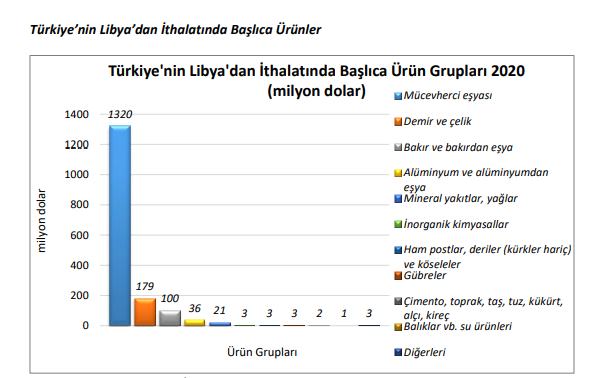 Türkiye’nin Libya’dan İthalatında Başlıca Ürünler
Türkiye'nin Libya'dan İthalatında Başlıca Ürün Grupları 2020
(milyon dolar)
milyon dolar
1400
1200
1000
800
600
400
200
0
1320
179
100
36
21
3
3
3
2
1
3
Ürün Grupları
Mücevherci eşyası
Demir ve çelik
Bakır ve bakırdan eşya
Alüminyum ve alüminyumdan
eşya
Mineral yakıtlar, yağlar
İnorganik kimyasallar
Ham postlar, deriler (kürkler hariç)
ve köseleler
Gübreler
Çimento, toprak, taş, tuz, kükürt,
alçı, kireç
Balıklar vb. su ürünleri
Diğerleri